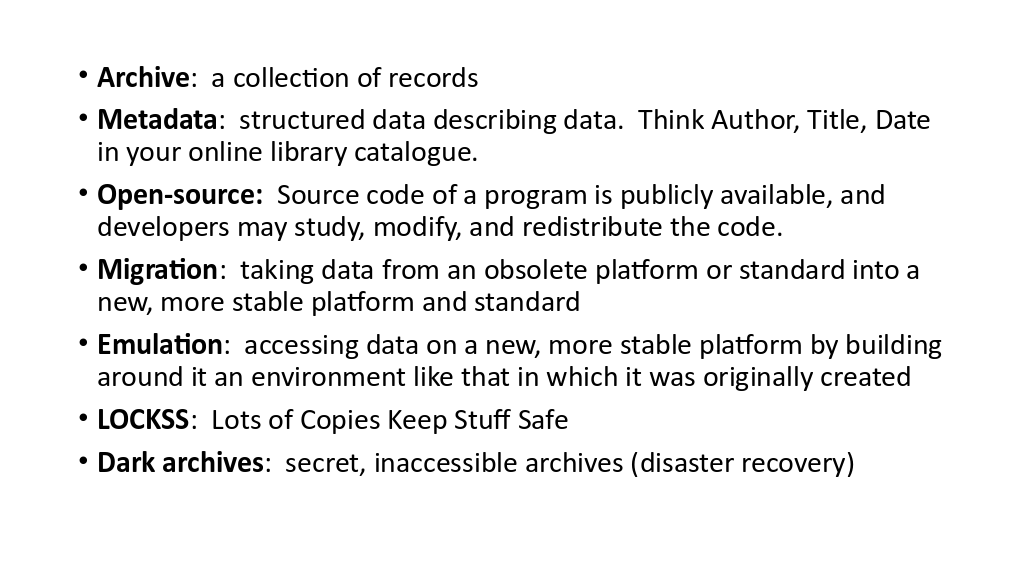 • Archive:  a collection of records
• Metadata:  structured data describing data.  Think Author, Title, Date
in your online library catalogue.
• Open-source:  Source code of a program is publicly available, and
developers may study, modify, and redistribute the code.
• Migration:  taking data from an obsolete platform or standard into a
new, more stable platform and standard
• Emulation:  accessing data on a new, more stable platform by building
around it an environment like that in which it was originally created
• LOCKSS:  Lots of Copies Keep Stuff Safe
• Dark archives:  secret, inaccessible archives (disaster recovery)